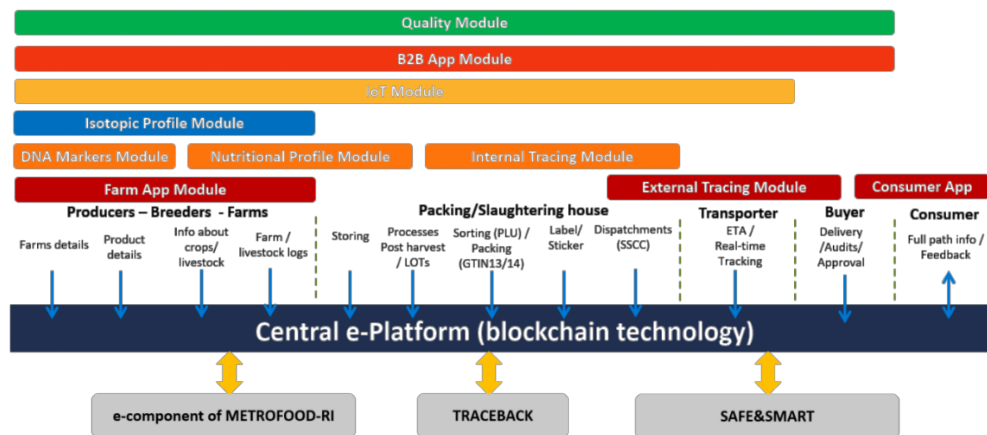 Quality Module
B2B App Module
IoT Module
Isotopic Profile Module
DNA Markers Module
Nutritional Profile Module
Internal Tracing Module
Farm App Module
External Tracing Module
Consumer App
Producers – Breeders - Farms
Packing/Slaughtering house
Transporter
Buyer
Consumer
Farms details
Product
details
Info about
crops/
livestock
Farm /
livestock logs
Storing
Processes
Post harvest
/ LOTs
Sorting (PLU) /
Packing
(GTIN13/14)
Label/
Sticker
Dispatchments
(SSCC)
ETA /
Real-time
Tracking
Delivery
/Audits/
Approval
Full path info /
Feedback
Central e-Platform (blockchain technology)
e-component of METROFOOD-RI
TRACEBACK
SAFE&SMART